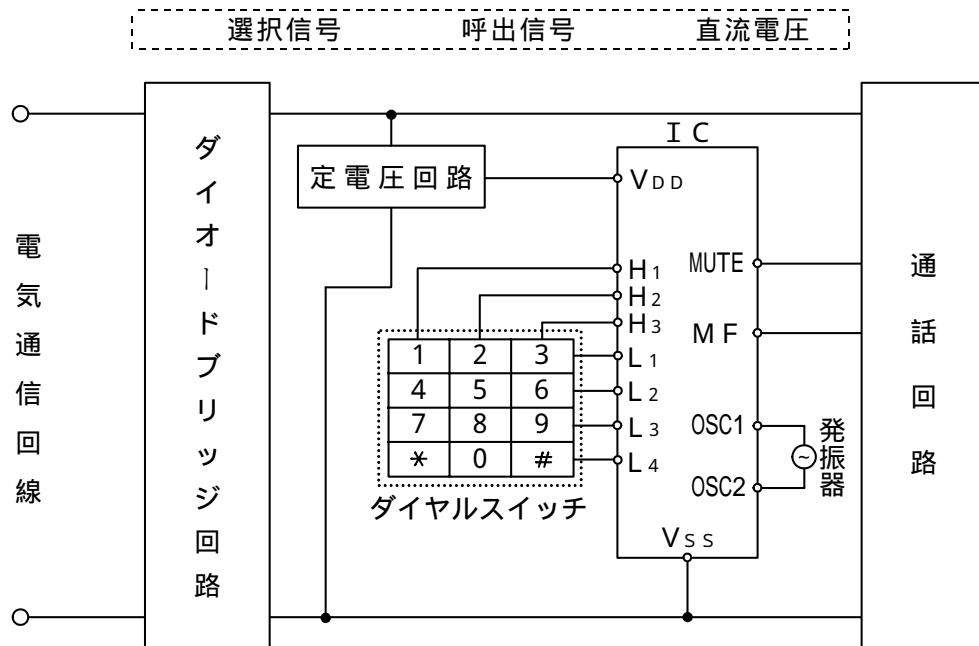 選択信号 呼出信号 直流電圧
電気通信回線
ダイオードブリッジ回路
定電圧回路
IC
VDD
H1
H2
H3
L1
L2
L3
L4
MUTE
MF
OSC1
OSC2
VSS
発振器
1 2 3
4 5 6
7 8 9
* 0 #
ダイヤルスイッチ
~
通話回路